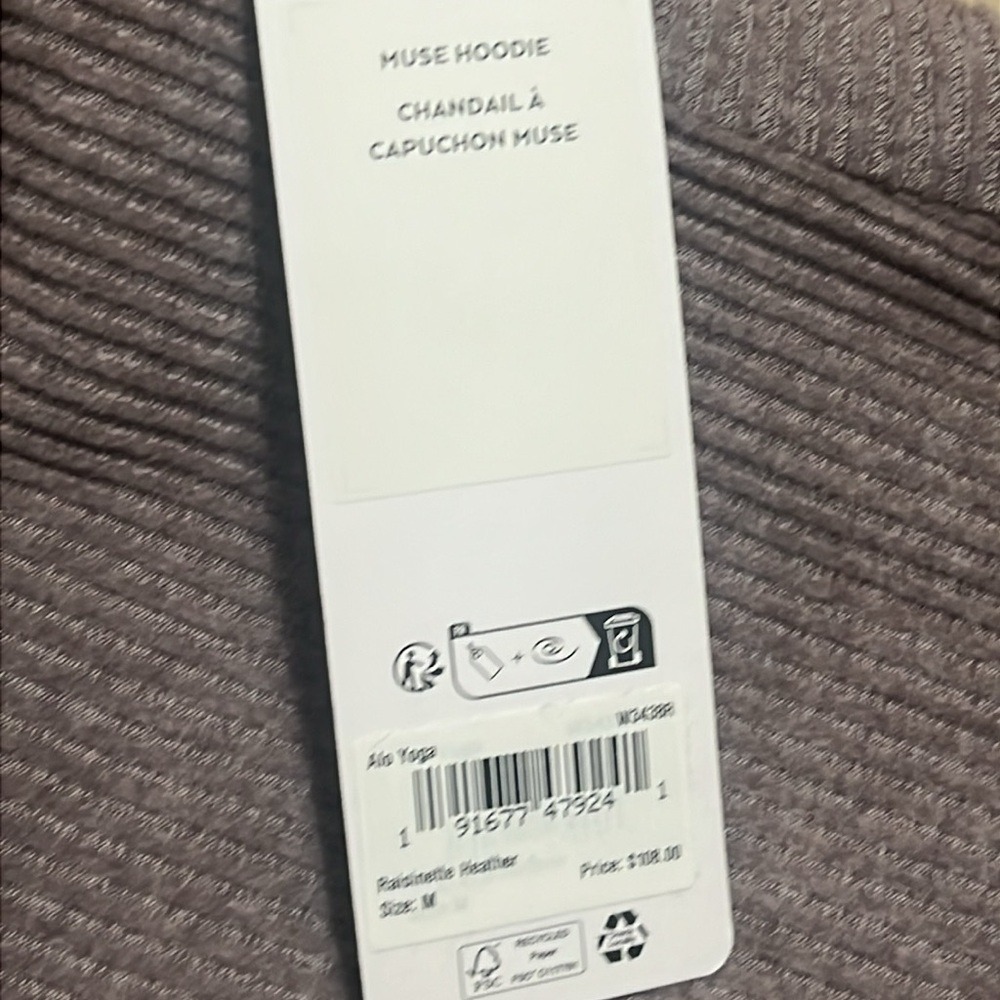 MUSE HOODIE
CHANDAIL À
CAPUCHON MUSE
Alo Yoga
1 91677 47924 1
Raisinette Heather
Price: $108.00
Size: M
FSC
RECYCLED
Paper